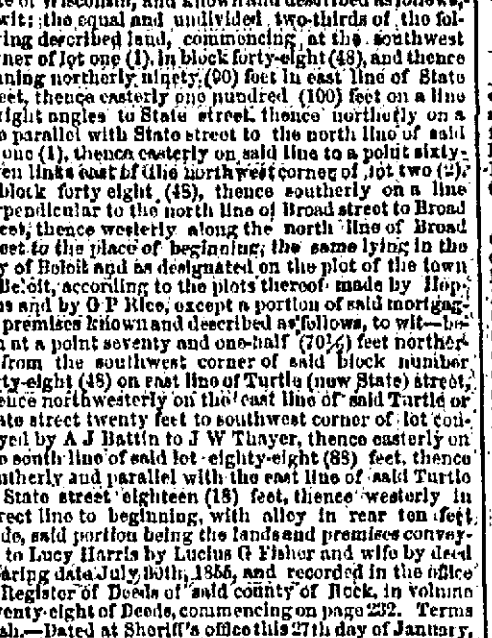 te of Wisconsin, and known and described as follows,
wit: the equal and undivided two-thirds of the fol-
ing described land, commencing at the southwest
ner of lot one (1), in block forty-eight (48), and thence
ning northerly ninety (90) feet in east line of State
eet, thence easterly one hundred (100) feet on a line
right angles to State street, thence northerly on a
e parallel with State street to the north line of said
one (1), thence easterly on said line to a point sixty-
en links east of the northwest corner of lot two (2),
block forty eight (48), thence southerly on a line
rpendicular to the north line of Broad street to Broad
eet, thence westerly along the north line of Broad
eet to the place of beginning, the same lying in the
y of Beloit and as designated on the plot of the town
Beloit, according to the plots thereof made by Hop-
ns and by O P Rice, except a portion of said mortgag-
premises known and described as follows, to wit—be-
n at a point seventy and one-half (70½) feet norther-
from the southwest corner of said block number
rty-eight (48) on east line of Turtle (now State) street,
ence northwesterly on the east line of said Turtle or
ate street twenty feet to southwest corner of lot con-
yed by A J Battin to J W Thayer, thence easterly on
e south line of said lot eighty-eight (88) feet, thence
utherly and parallel with the east line of said Turtle
State street eighteen (18) feet, thence westerly in
rect line to beginning, with alley in rear ten feet
de, said portion being the lands and premises convey-
to Lucy Harris by Lucius G Fisher and wife by deed
aring date July 30th, 1855, and recorded in the office
Register of Deeds of said county of Rock, in volume
venty-eight of Deeds, commencing on page 232. Terms
sh.—Dated at Sheriff's office this 27th day of January,